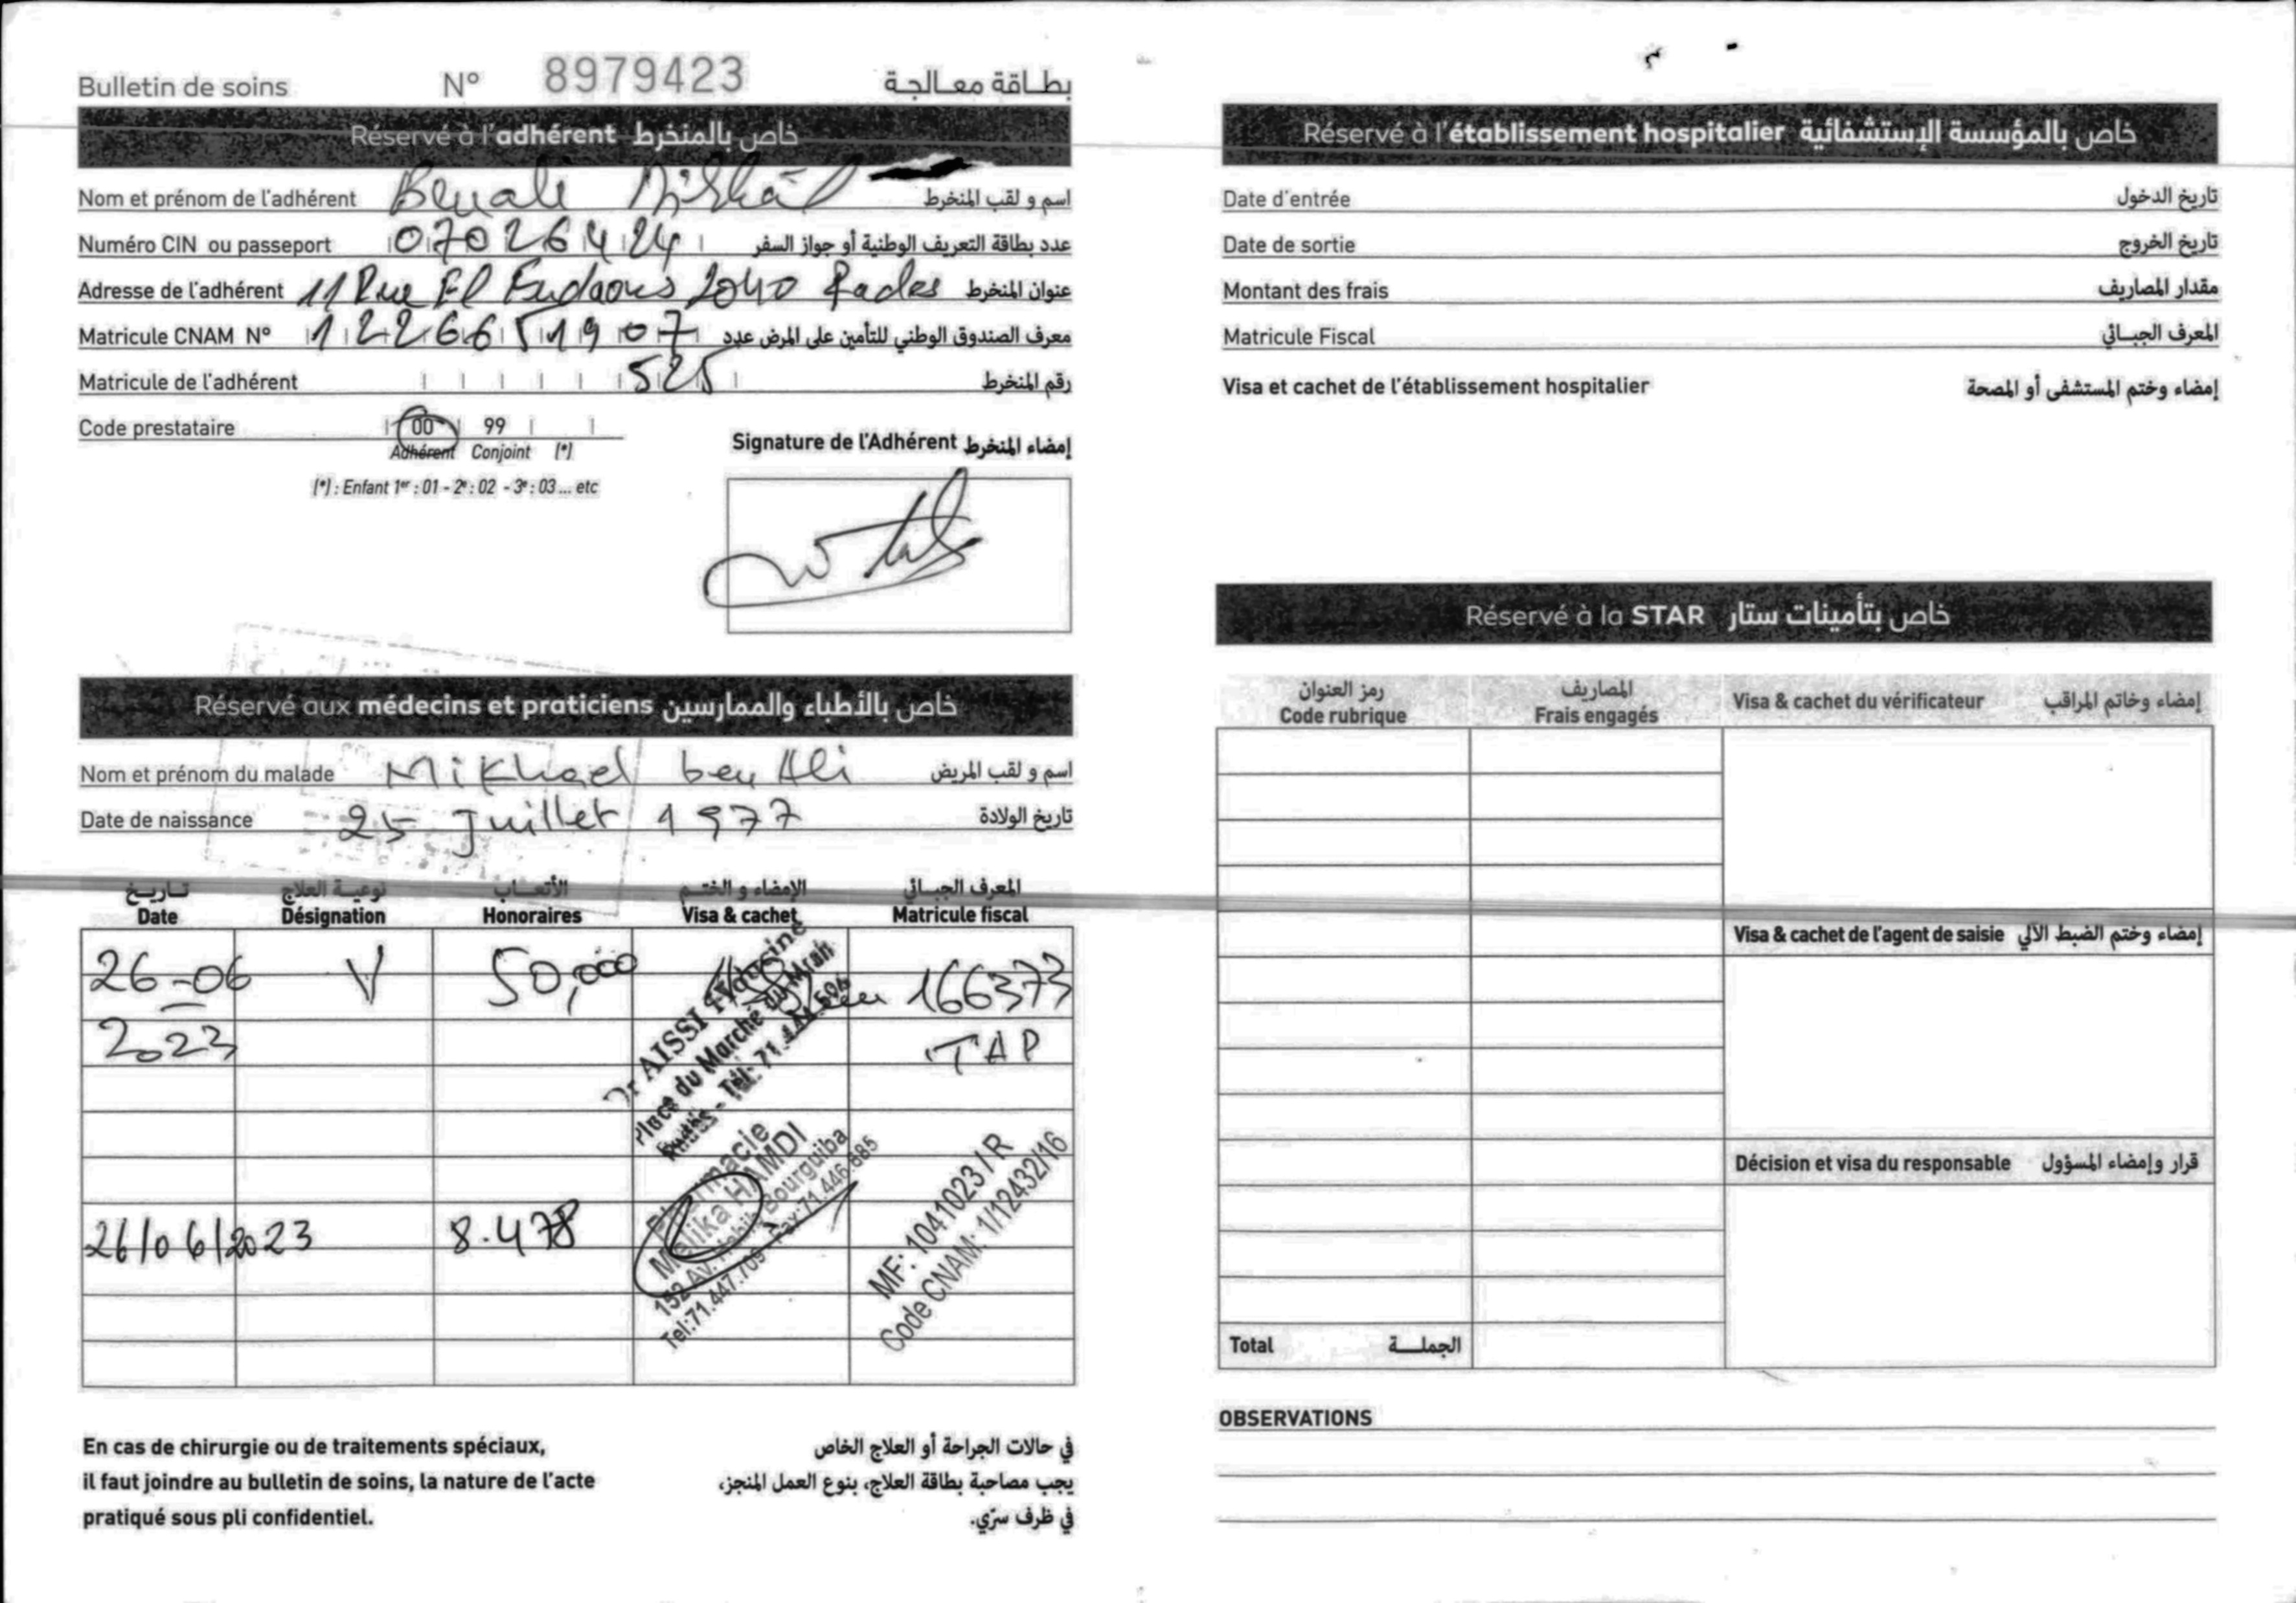 Bulletin de soins N° 8979423 بطاقة معالجة
Réservé à l'adhérent خاص بالمنخرط
Nom et prénom de l'adhérent Benali Mikhail اسم و لقب المنخرط
Numéro CIN ou passeport 07026424 عدد بطاقة التعريف الوطنية أو جواز السفر
Adresse de l'adhérent 11 Rue El 2040 Rades عنوان المنخرط
Matricule CNAM N° 1226651907 معرف الصندوق الوطني للتأمين على المرض عدد
Matricule de l'adhérent 525 رقم المنخرط
Code prestataire 00 99
Adhérent Conjoint (*)
(*) : Enfant 1er : 01 - 2e : 02 - 3e : 03 ... etc
Signature de l'Adhérent إمضاء المنخرط
Réservé aux médecins et praticiens خاص بالأطباء والممارسين
Nom et prénom du malade Mikhael ben Ali اسم و لقب المريض
Date de naissance 25 Juillet 1977 تاريخ الولادة
تاريخ نوعية العلاج الأتعاب الإمضاء و الختم المعرف الجبائي
Date Désignation Honoraires Visa & cachet Matricule fiscal
26-06 V 50,000 166373
2023 TAP
Dr AISSI
Place du Marché du Mrah
Rades - Tél: 71.
26/06/2023 8.478
Pharmacie
Malika HAMDI
152 Av. Habib Bourguiba
Tel:71.447.709 - Fax:71.446.685
MF: 1041023 / R
Code CNAM: 1/12432/16
En cas de chirurgie ou de traitements spéciaux,
il faut joindre au bulletin de soins, la nature de l'acte
pratiqué sous pli confidentiel.
في حالات الجراحة أو العلاج الخاص
يجب مصاحبة بطاقة العلاج، بنوع العمل المنجز،
في ظرف سرّي.
Réservé à l'établissement hospitalier خاص بالمؤسسة الإستشفائية
Date d'entrée تاريخ الدخول
Date de sortie تاريخ الخروج
Montant des frais مقدار المصاريف
Matricule Fiscal المعرف الجبائي
Visa et cachet de l'établissement hospitalier إمضاء وختم المستشفى أو المصحة
Réservé à la STAR خاص بتأمينات ستار
رمز العنوان المصاريف
Code rubrique Frais engagés Visa & cachet du vérificateur إمضاء وخاتم المراقب
Visa & cachet de l'agent de saisie إمضاء وختم الضبط الآلي
Décision et visa du responsable قرار وإمضاء المسؤول
Total الجملة
OBSERVATIONS